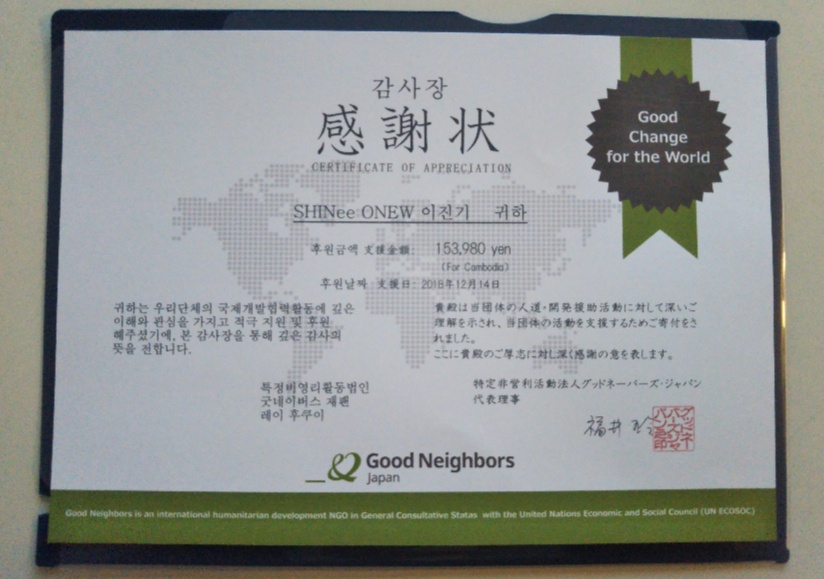 감사장
感謝状
CERTIFICATE OF APPRECIATION
Good
Change
for the World
SHINee ONEW 이진기 귀하
후원금액 支援金額: 153,980 yen
(For Cambodia)
후원날짜 支援日: 2018年12月14日
귀하는 우리단체의 국제개발협력활동에 깊은
이해와 관심을 가지고 적극 지원 및 후원
해주셨기에, 본 감사장을 통해 깊은 감사의
뜻을 전합니다.
貴殿は当団体の人道・開発援助活動に対して深いご
理解を示され、当団体の活動を支援するためご寄付をさ
れました。
ここに貴殿のご厚志に対し深く感謝の意を表します。
특정비영리활동법인
굿네이버스 재팬
레이 후쿠이
特定非営利活動法人グッドネーバーズ・ジャパン
代表理事
福井
Good Neighbors
Japan
Good Neighbors is an international humanitarian development NGO in General Consultative Statas with the United Nations Economic and Social Council (UN ECOSOC)